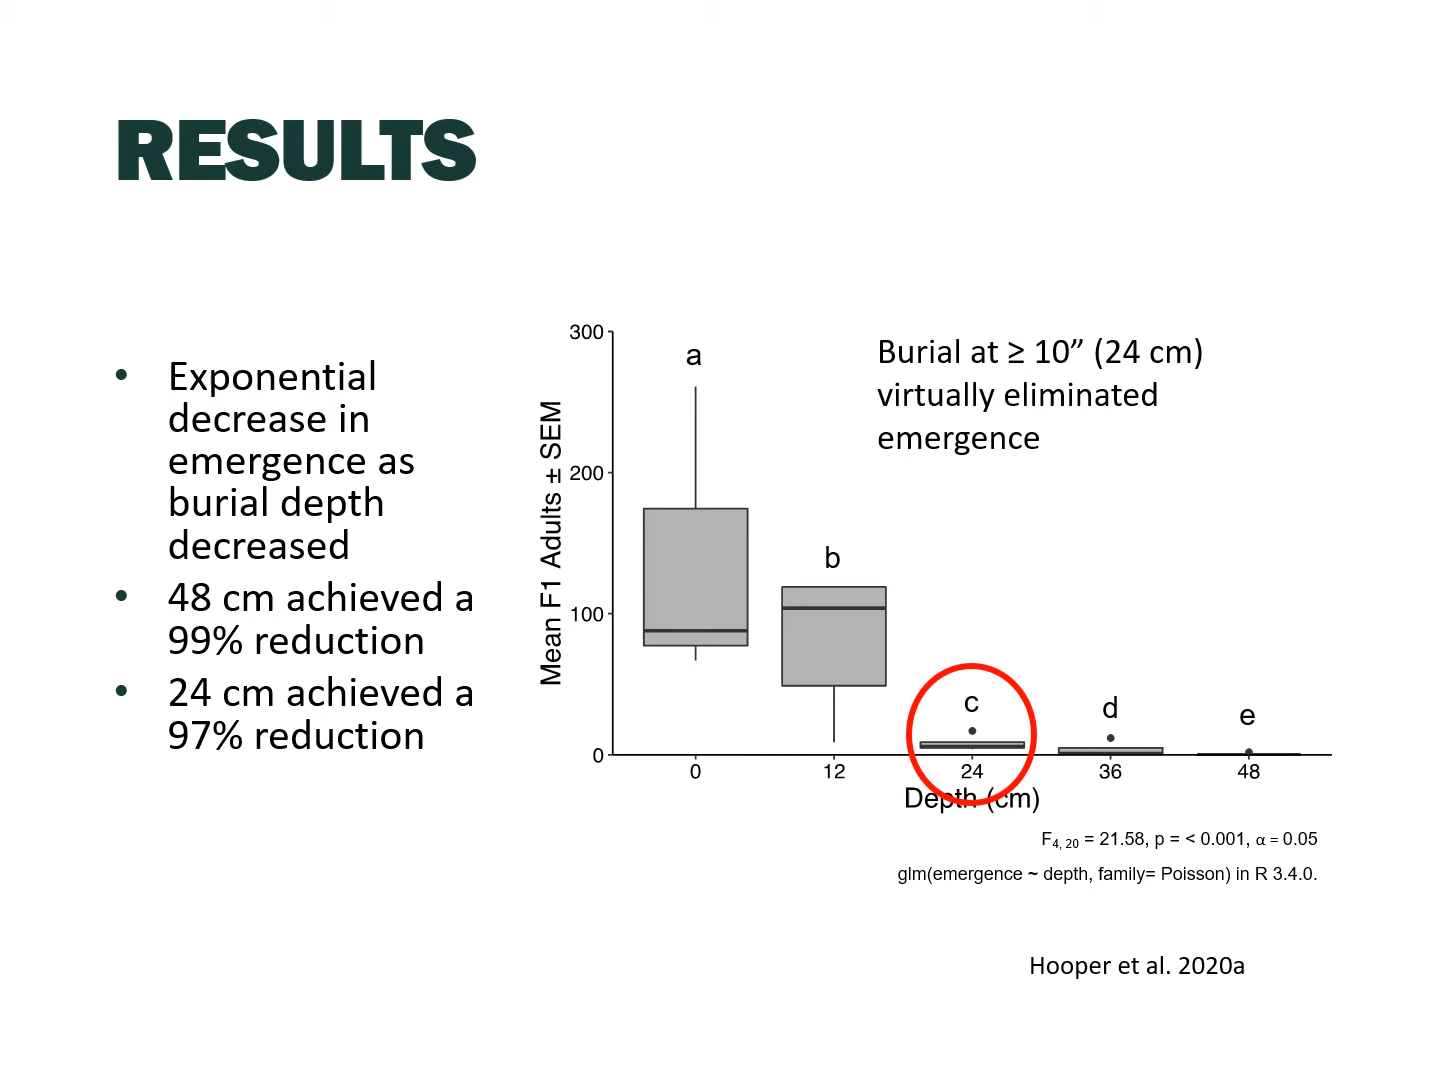 RESULTS
• Exponential
decrease in
emergence as
burial depth
decreased
• 48 cm achieved a
99% reduction
• 24 cm achieved a
97% reduction
Burial at ≥ 10” (24 cm)
virtually eliminated
emergence
Mean F1 Adults ± SEM
300
200
100
0
a
b
c
d
e
0 12 24 36 48
Depth (cm)
F4, 20 = 21.58, p = < 0.001, α = 0.05
glm(emergence ~ depth, family= Poisson) in R 3.4.0.
Hooper et al. 2020a